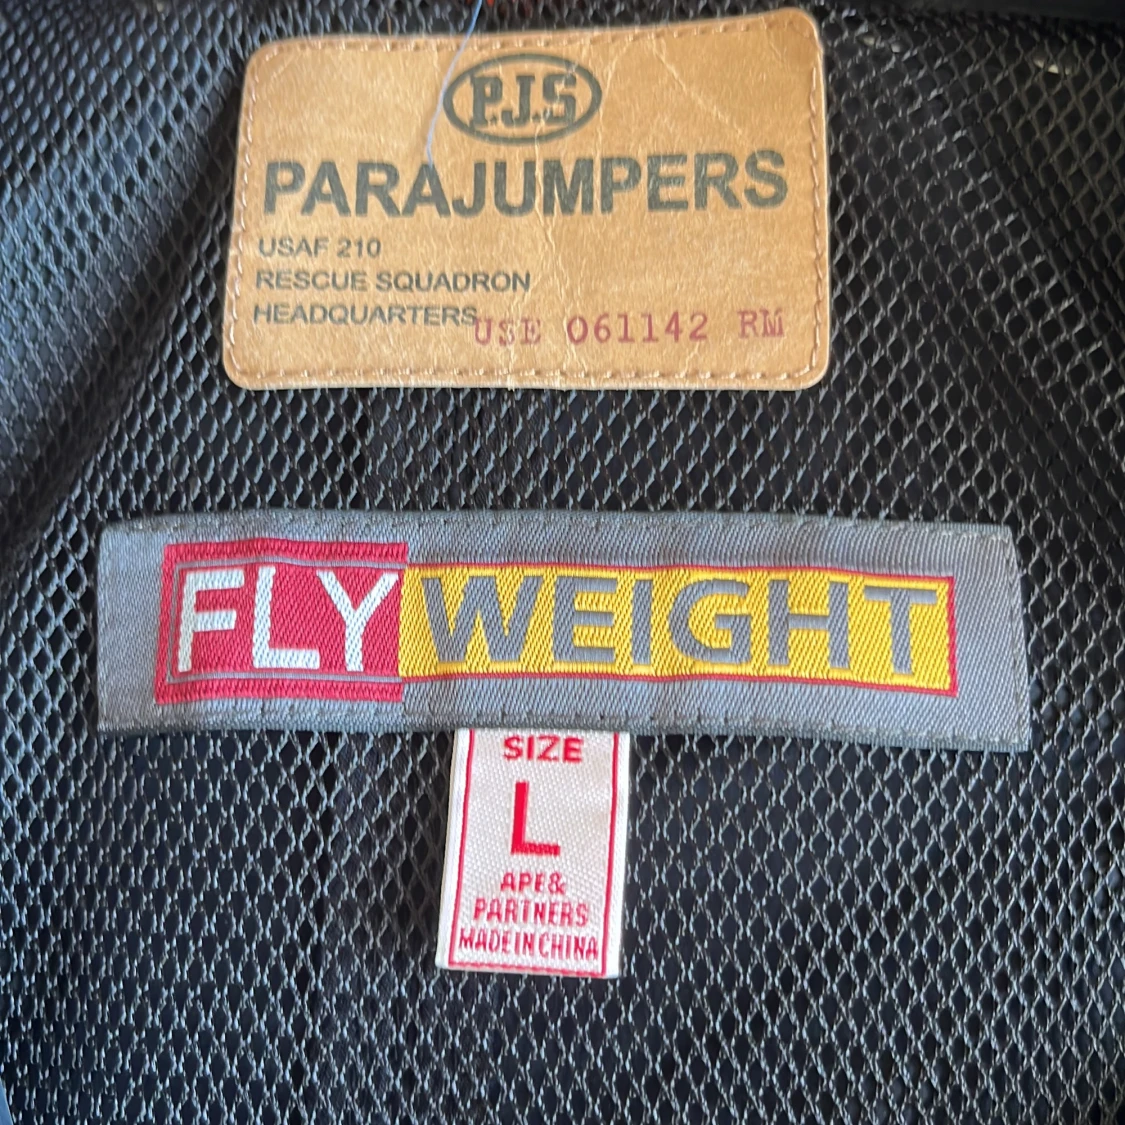 P.J.S
PARAJUMPERS
USAF 210
RESCUE SQUADRON
HEADQUARTERS
USE 061142 RM
FLYWEIGHT
SIZE
L
APE&
PARTNERS
MADE IN CHINA